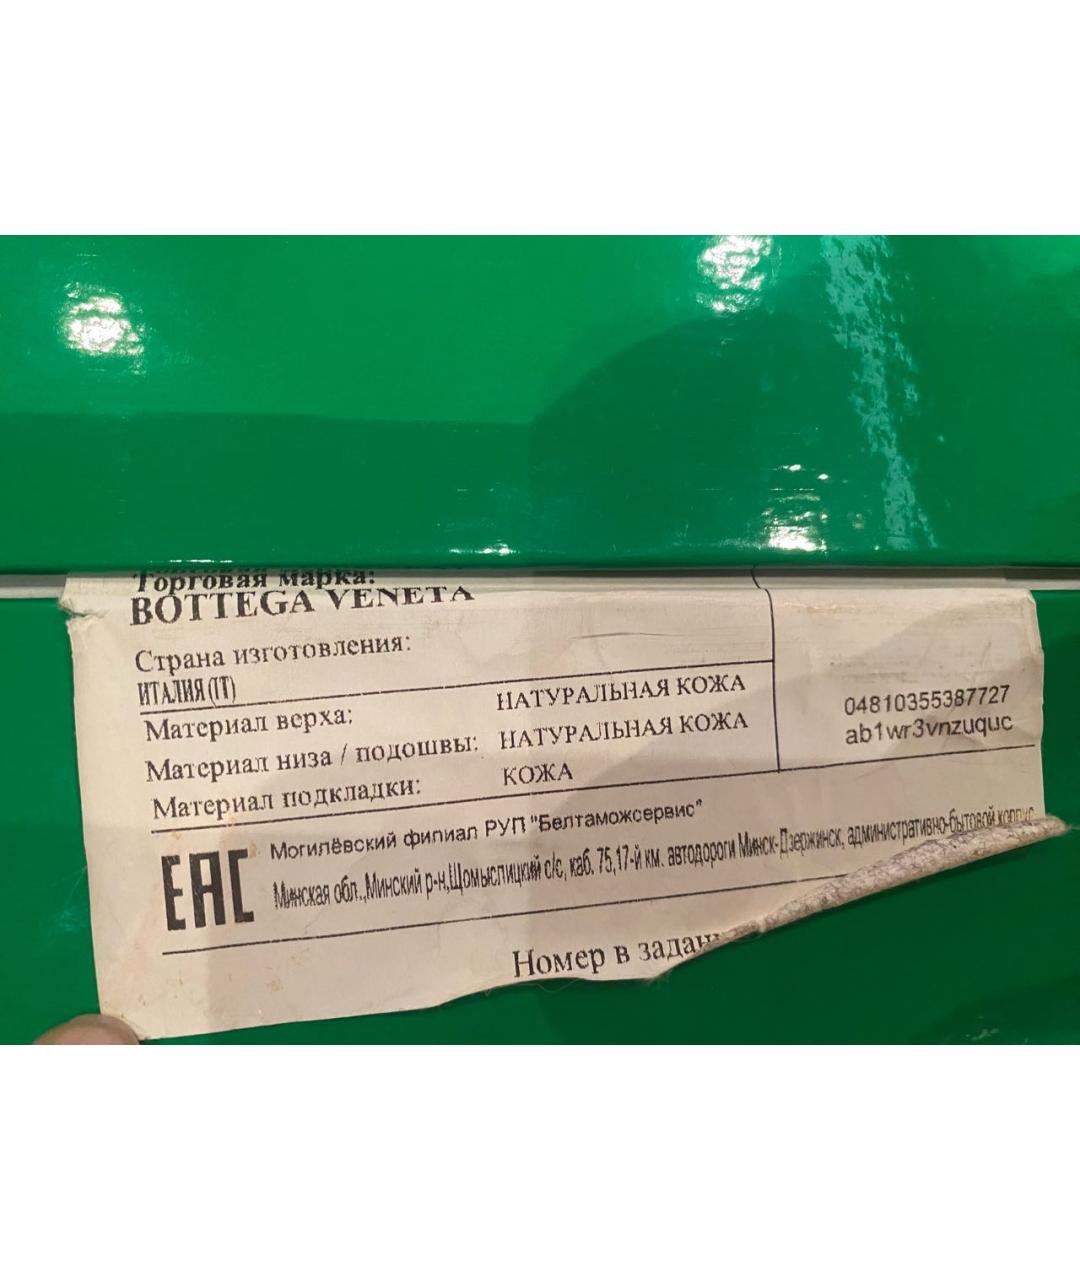 Торговая марка:
BOTTEGA VENETA
Страна изготовления:
ИТАЛИЯ (IT)
Материал верха: НАТУРАЛЬНАЯ КОЖА
Материал низа / подошвы: НАТУРАЛЬНАЯ КОЖА
Материал подкладки: КОЖА
04810355387727
ab1wr3vnzuquc
EAC
Могилёвский филиал РУП "Белтаможсервис"
Минская обл.,Минский р-н,Щомыслицкий с/с, каб. 75,17-й км. автодороги Минск-Дзержинск, административно-бытовой корпус
Номер в